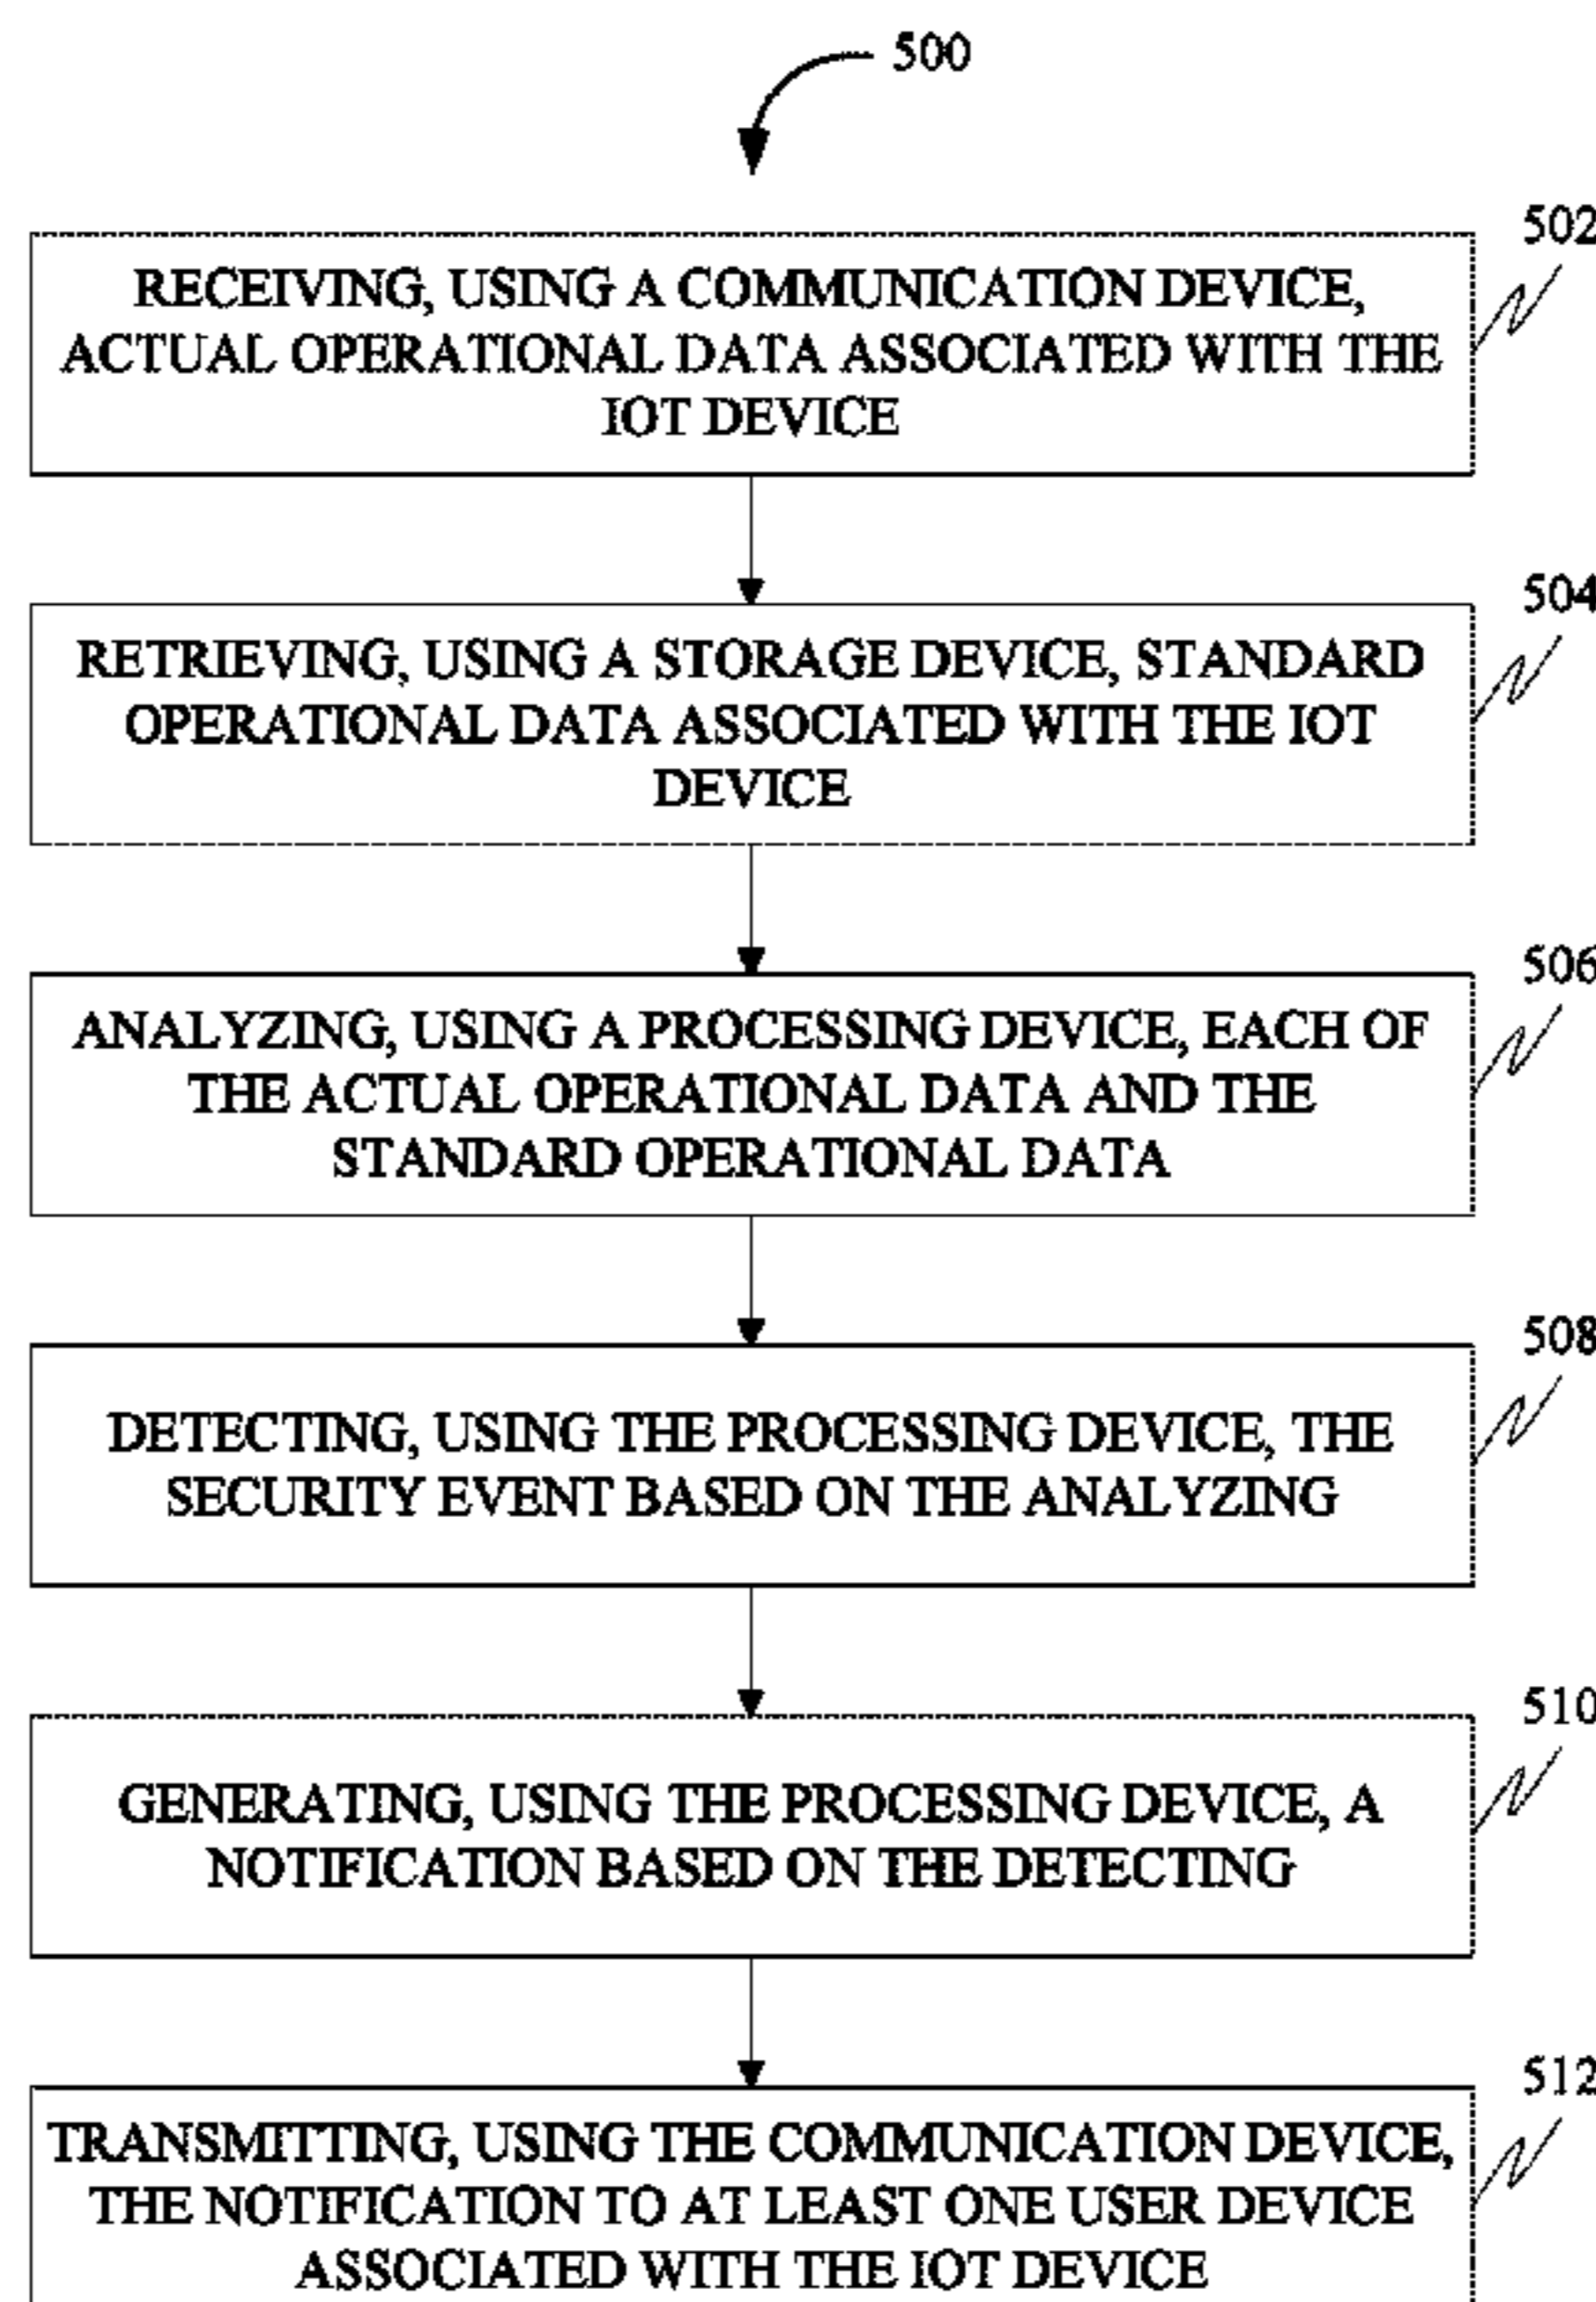 500
502
RECEIVING, USING A COMMUNICATION DEVICE,
ACTUAL OPERATIONAL DATA ASSOCIATED WITH THE
IOT DEVICE
504
RETRIEVING, USING A STORAGE DEVICE, STANDARD
OPERATIONAL DATA ASSOCIATED WITH THE IOT
DEVICE
506
ANALYZING, USING A PROCESSING DEVICE, EACH OF
THE ACTUAL OPERATIONAL DATA AND THE
STANDARD OPERATIONAL DATA
508
DETECTING, USING THE PROCESSING DEVICE, THE
SECURITY EVENT BASED ON THE ANALYZING
510
GENERATING, USING THE PROCESSING DEVICE, A
NOTIFICATION BASED ON THE DETECTING
512
TRANSMITTING, USING THE COMMUNICATION DEVICE,
THE NOTIFICATION TO AT LEAST ONE USER DEVICE
ASSOCIATED WITH THE IOT DEVICE